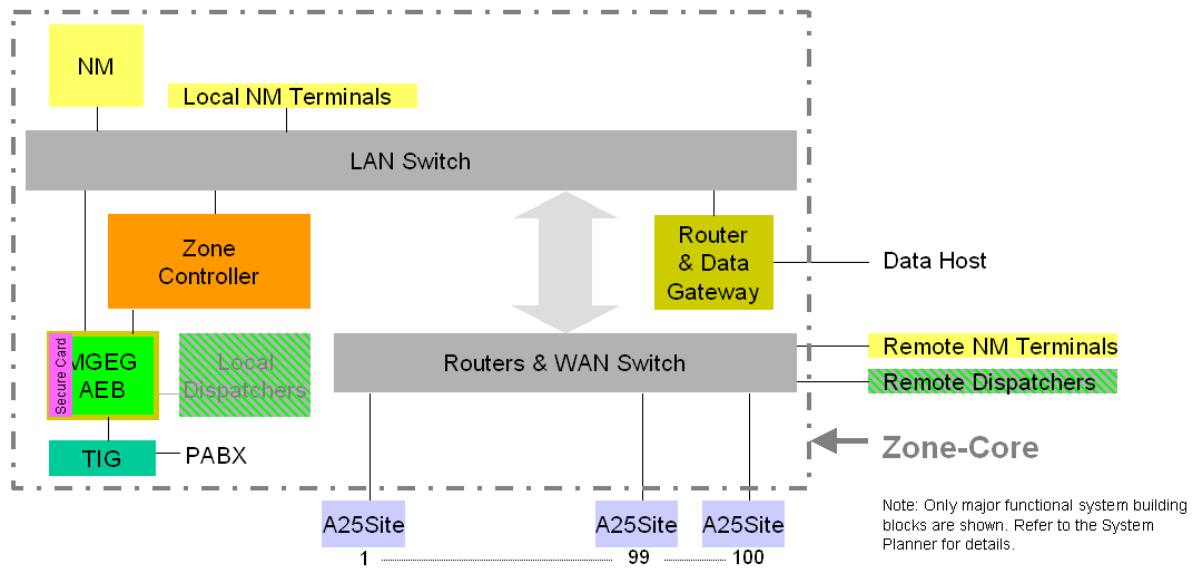 NM
Local NM Terminals
LAN Switch
Zone
Controller
Router
& Data
Gateway
Data Host
Secure Card
MGEG
AEB
Local
Dispatchers
Routers & WAN Switch
Remote NM Terminals
Remote Dispatchers
TIG
PABX
Zone-Core
A25Site
A25Site
A25Site
1
99
100
Note: Only major functional system building
blocks are shown. Refer to the System
Planner for details.